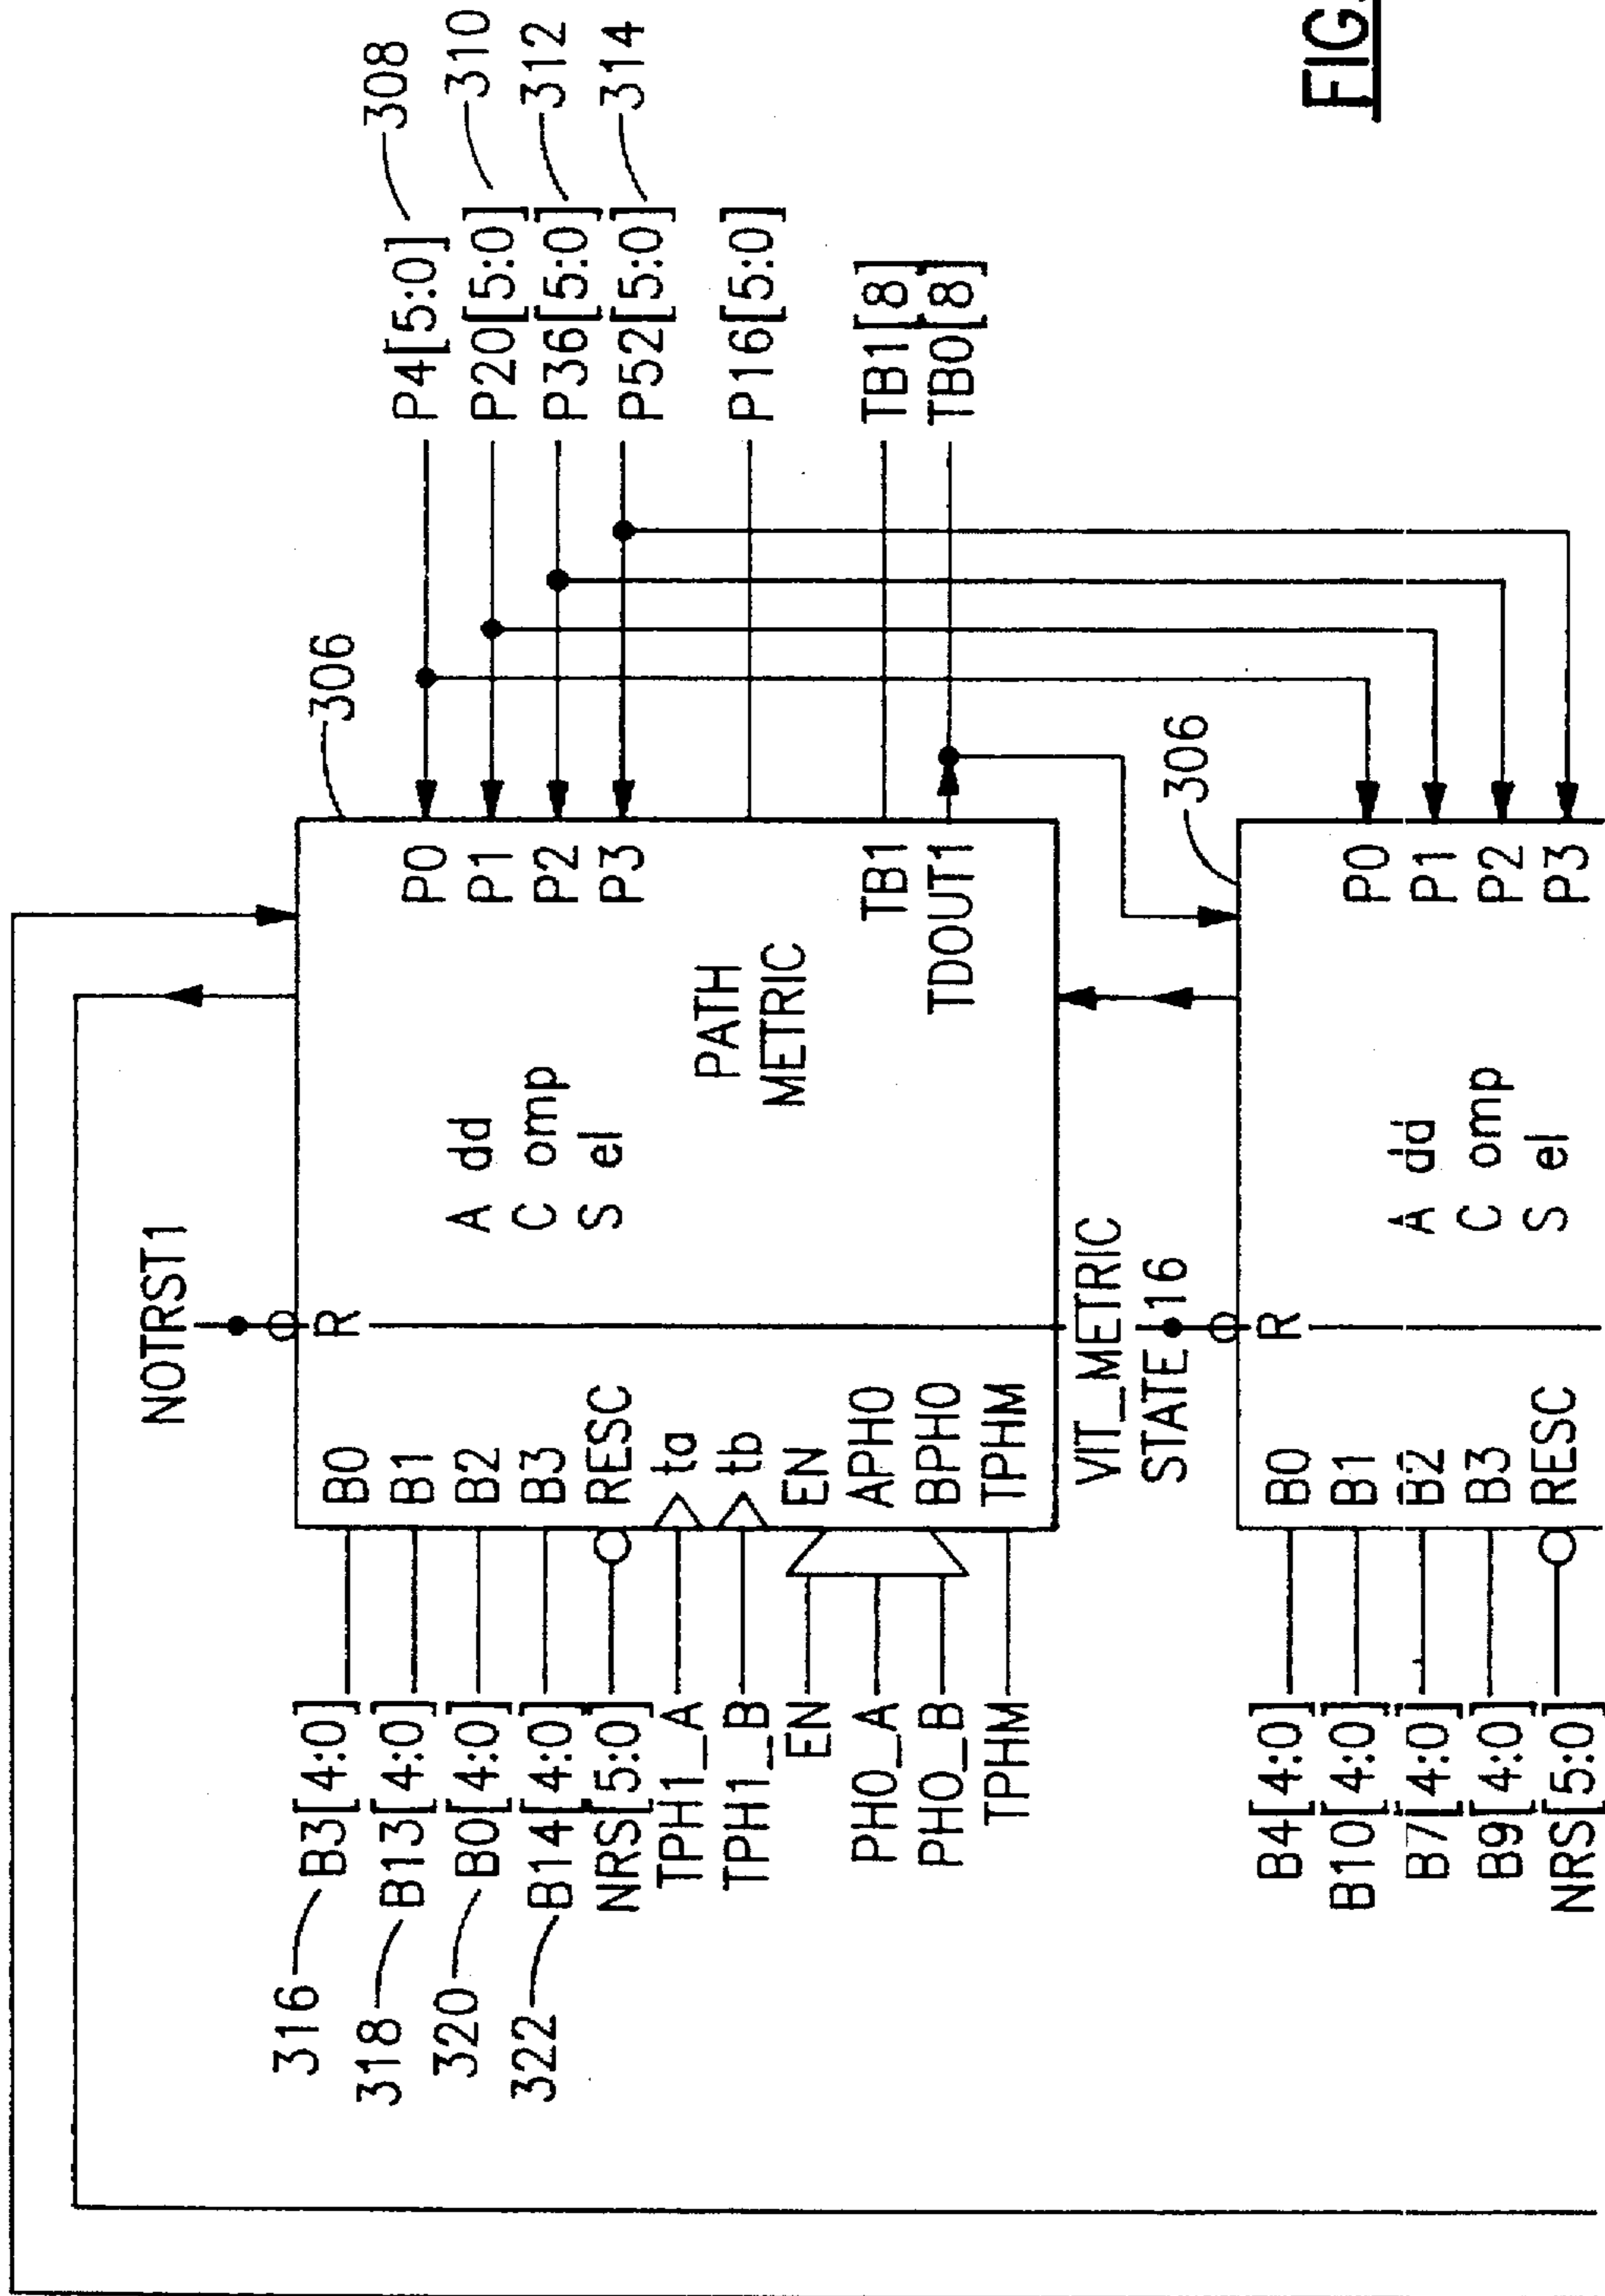 NOTRST1
306
316
B3[4:0]
318
B13[4:0]
320
B0[4:0]
322
B14[4:0]
NRS[5:0]
TPH1_A
TPH1_B
EN
PH0_A
PH0_B
TPHM
B0
B1
B2
B3
RESC
ta
tb
EN
APH0
BPH0
TPHM
R
A dd
C omp
S el
PATH
METRIC
P0
P1
P2
P3
TB1
TDOUT1
P4[5:0]
308
P20[5:0]
310
P36[5:0]
312
P52[5:0]
314
P16[5:0]
TB1[8]
TB0[8]
VIT_METRIC
STATE 16
306
B4[4:0]
B10[4:0]
B7[4:0]
B9[4:0]
NRS[5:0]
B0
B1
B2
B3
RESC
R
A dd
C omp
S el
P0
P1
P2
P3
FIG.